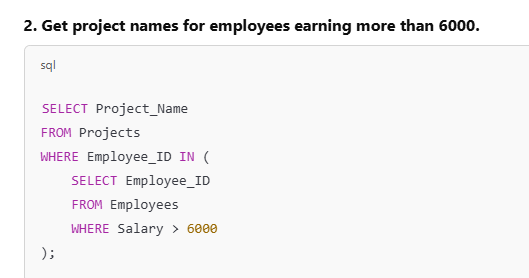 2. Get project names for employees earning more than 6000.
sql
SELECT Project_Name
FROM Projects
WHERE Employee_ID IN (
    SELECT Employee_ID
    FROM Employees
    WHERE Salary > 6000
);